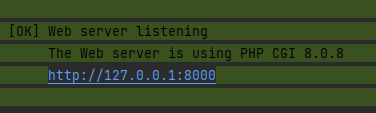 [OK] Web server listening
The Web server is using PHP CGI 8.0.8
http://127.0.0.1:8000